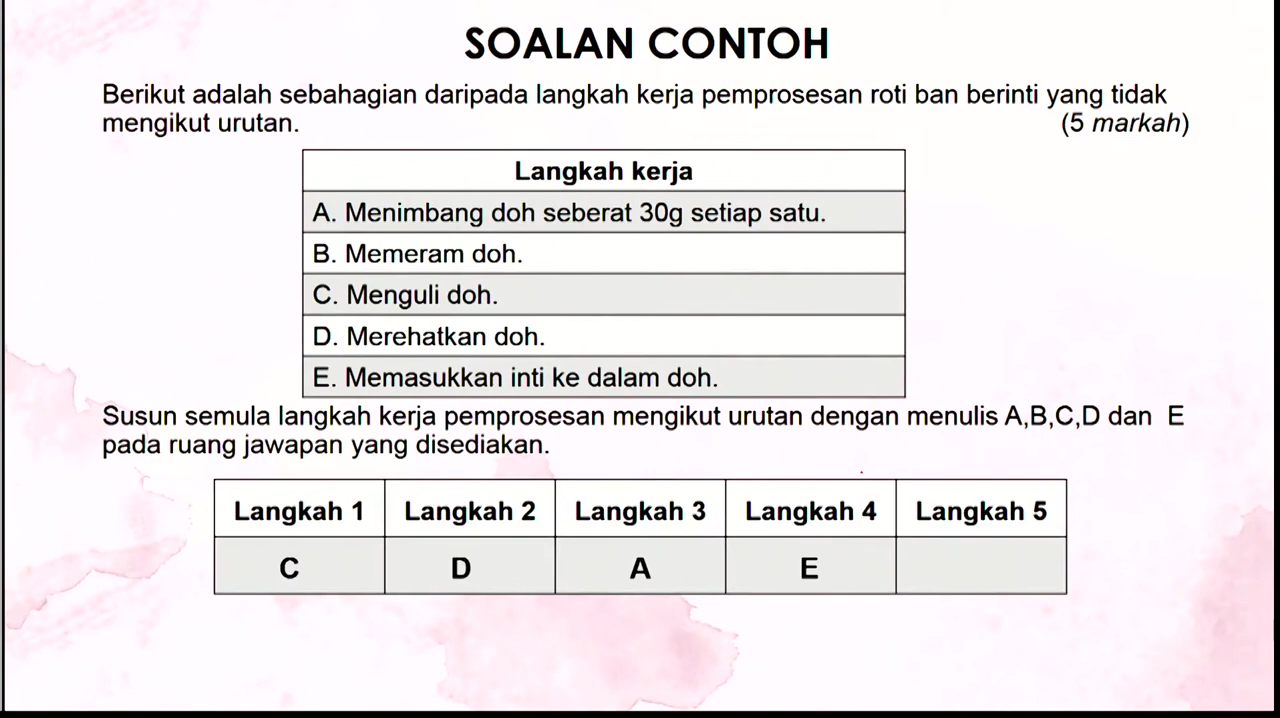 SOALAN CONTOH
Berikut adalah sebahagian daripada langkah kerja pemprosesan roti ban berinti yang tidak
mengikut urutan. (5 markah)
Langkah kerja
A. Menimbang doh seberat 30g setiap satu.
B. Memeram doh.
C. Menguli doh.
D. Merehatkan doh.
E. Memasukkan inti ke dalam doh.
Susun semula langkah kerja pemprosesan mengikut urutan dengan menulis A,B,C,D dan E
pada ruang jawapan yang disediakan.
Langkah 1 Langkah 2 Langkah 3 Langkah 4 Langkah 5
C D A E